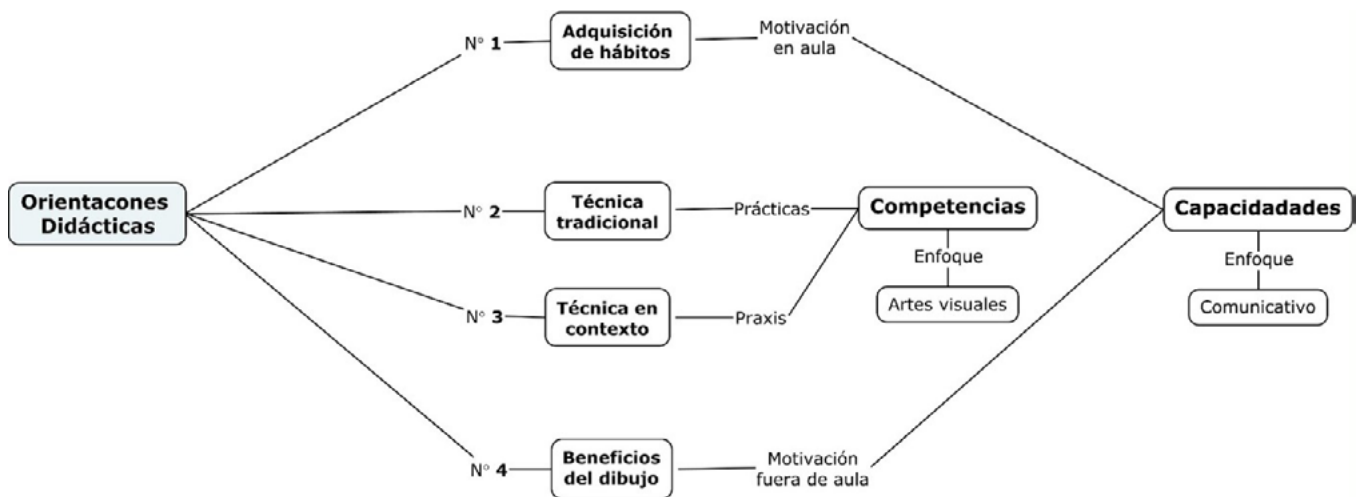 Orientacones
Didácticas
N° 1
Adquisición
de hábitos
Motivación
en aula
N° 2
Técnica
tradicional
Prácticas
N° 3
Técnica en
contexto
Praxis
N° 4
Beneficios
del dibujo
Motivación
fuera de aula
Competencias
Enfoque
Artes visuales
Capacidadades
Enfoque
Comunicativo